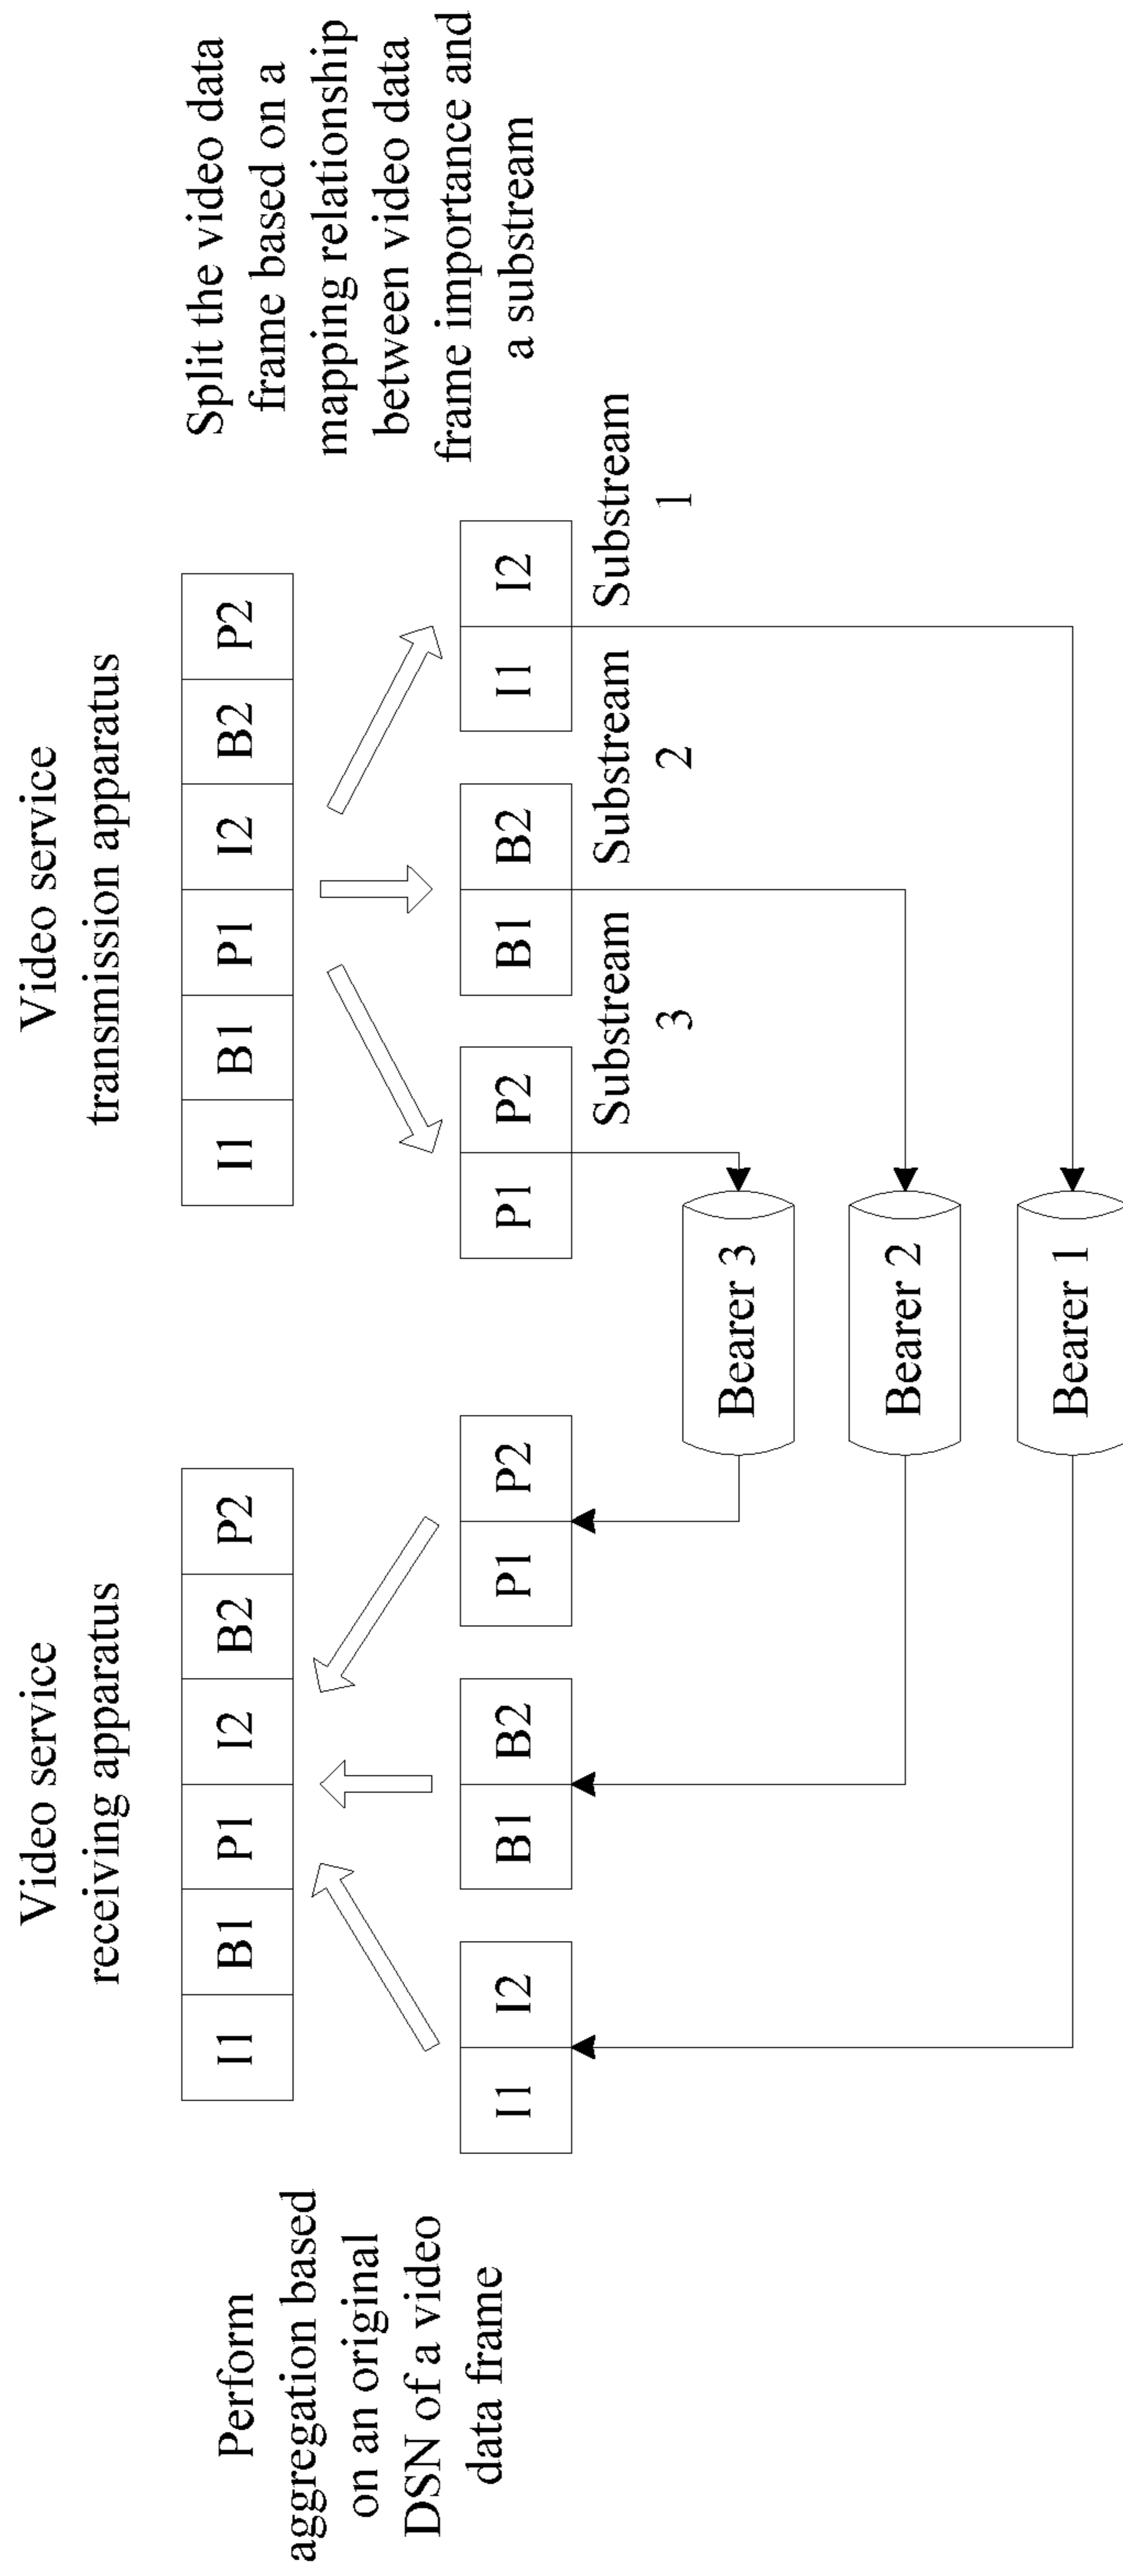 Video service
receiving apparatus
Video service
transmission apparatus
Perform
aggregation based
on an original
DSN of a video
data frame
I1 B1 P1 I2 B2 P2
I1 B1 P1 I2 B2 P2
Split the video data
frame based on a
mapping relationship
between video data
frame importance and
a substream
I1 I2
B1 B2
P1 P2
P1 P2
B1 B2
I1 I2
Substream
3
Substream
2
Substream
1
Bearer 3
Bearer 2
Bearer 1